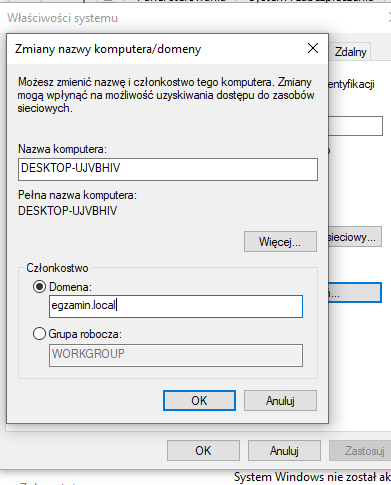 Właściwości systemu
Zmiany nazwy komputera/domeny
Zdalny
Możesz zmienić nazwę i członkostwo tego komputera. Zmiany
mogą wpłynąć na możliwość uzyskiwania dostępu do zasobów
sieciowych.
Nazwa komputera:
DESKTOP-UJVBHIV
Pełna nazwa komputera:
DESKTOP-UJVBHIV
Więcej...
Członkostwo
Domena:
egzamin.local
Grupa robocza:
WORKGROUP
OK Anuluj
OK Anuluj Zastosuj
System Windows nie został ak